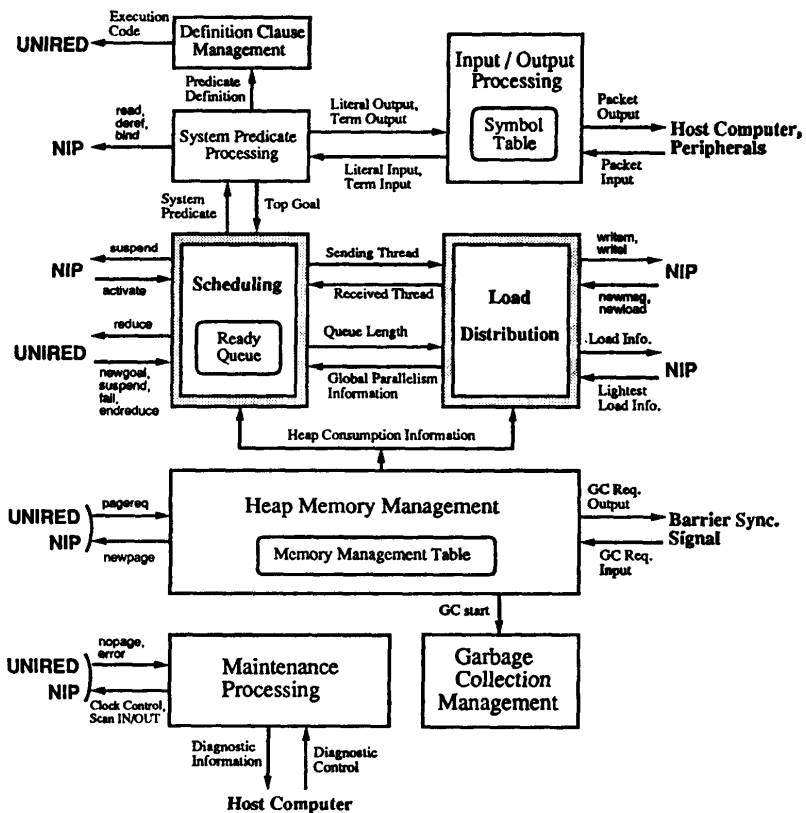 Execution
Code
UNIRED
Definition Clause
Management
Predicate
Definition
Input / Output
Processing
Symbol
Table
Packet
Output
Host Computer,
Peripherals
Packet
Input
read,
deref,
bind
NIP
System Predicate
Processing
Literal Output,
Term Output
Literal Input,
Term Input
System
Predicate
Top Goal
suspend
NIP
activate
reduce
UNIRED
newgoal,
suspend,
fail,
endreduce
Scheduling
Ready
Queue
Sending Thread
Received Thread
Queue Length
Global Parallelism
Information
Load
Distribution
writem,
writel
NIP
newmsg,
newload
Load Info.
NIP
Lightest
Load Info.
Heap Consumption Information
UNIRED
NIP
pagereq
newpage
Heap Memory Management
Memory Management Table
GC Req.
Output
Barrier Sync.
Signal
GC Req.
Input
GC start
nopage,
error
UNIRED
NIP
Clock Control,
Scan IN/OUT
Maintenance
Processing
Garbage
Collection
Management
Diagnostic
Information
Diagnostic
Control
Host Computer